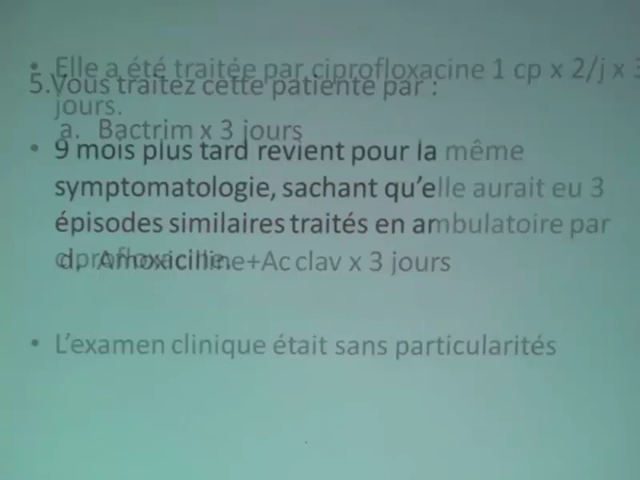 • Elle a été traitée par ciprofloxacine 1 cp x 2/j x 3
5.Vous traitez cette patiente par :
jours.
a. Bactrim x 3 jours
• 9 mois plus tard revient pour la même
symptomatologie, sachant qu'elle aurait eu 3
épisodes similaires traités en ambulatoire par
d. Amoxicilline+Ac clav x 3 jours
• L'examen clinique était sans particularités